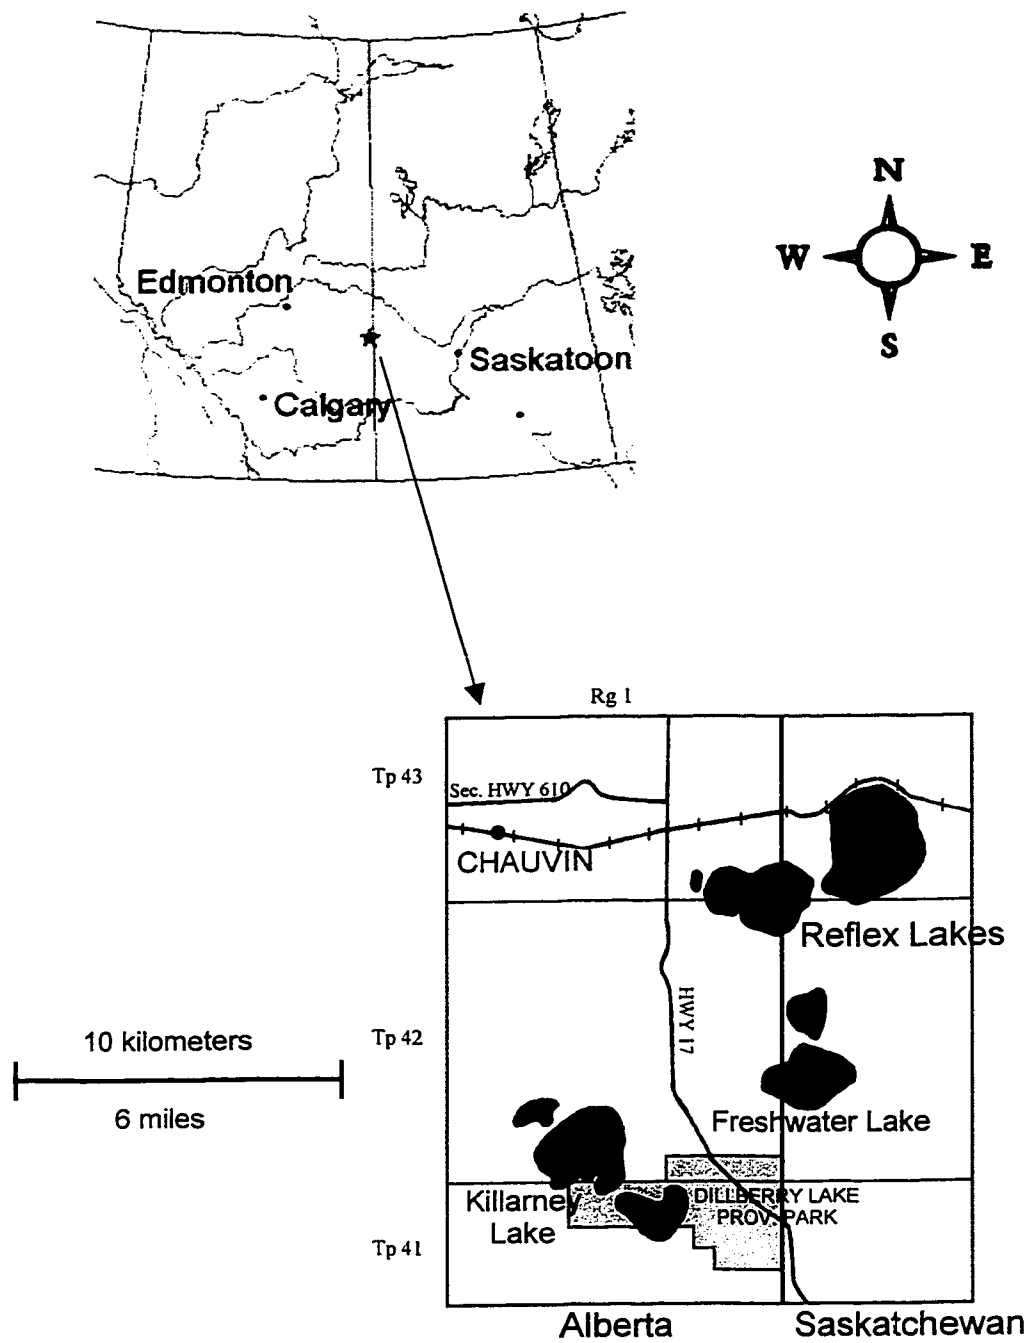 N
W E
S
Edmonton
Saskatoon
Calgary
Rg 1
Tp 43
Sec. HWY 610
CHAUVIN
Reflex Lakes
HWY 17
Tp 42
10 kilometers
6 miles
Freshwater Lake
Killarney
Lake
DILLBERRY LAKE
PROV. PARK
Tp 41
Alberta
Saskatchewan